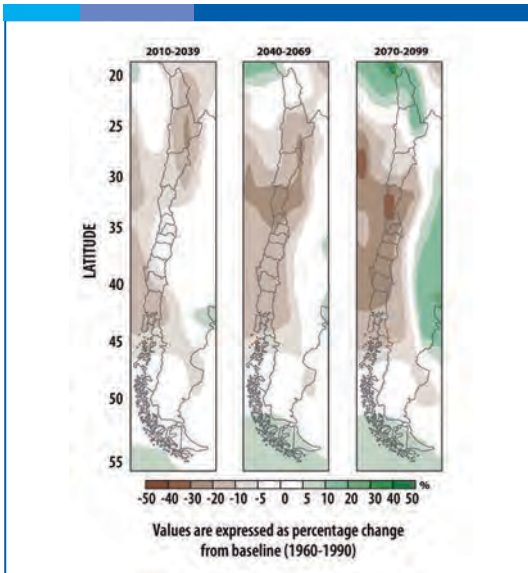 2010-2039 2040-2069 2070-2099
LATITUDE
20
25
30
35
40
45
50
55
-50 -40 -30 -20 -10 -5 0 5 10 20 30 40 50 %
Values are expressed as percentage change
from baseline (1960-1990)